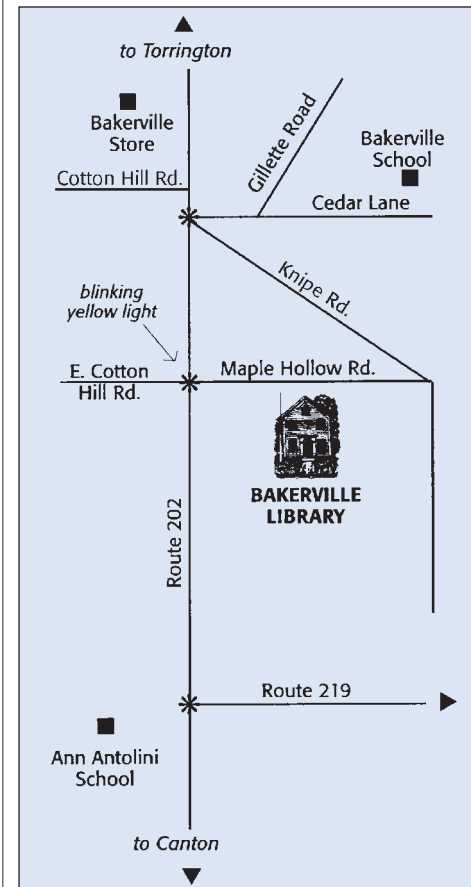 to Torrington
Bakerville
Store
Gillette Road
Bakerville
School
Cotton Hill Rd.
Cedar Lane
Knipe Rd.
blinking
yellow light
E. Cotton
Hill Rd.
Maple Hollow Rd.
BAKERVILLE
LIBRARY
Route 202
Route 219
Ann Antolini
School
to Canton